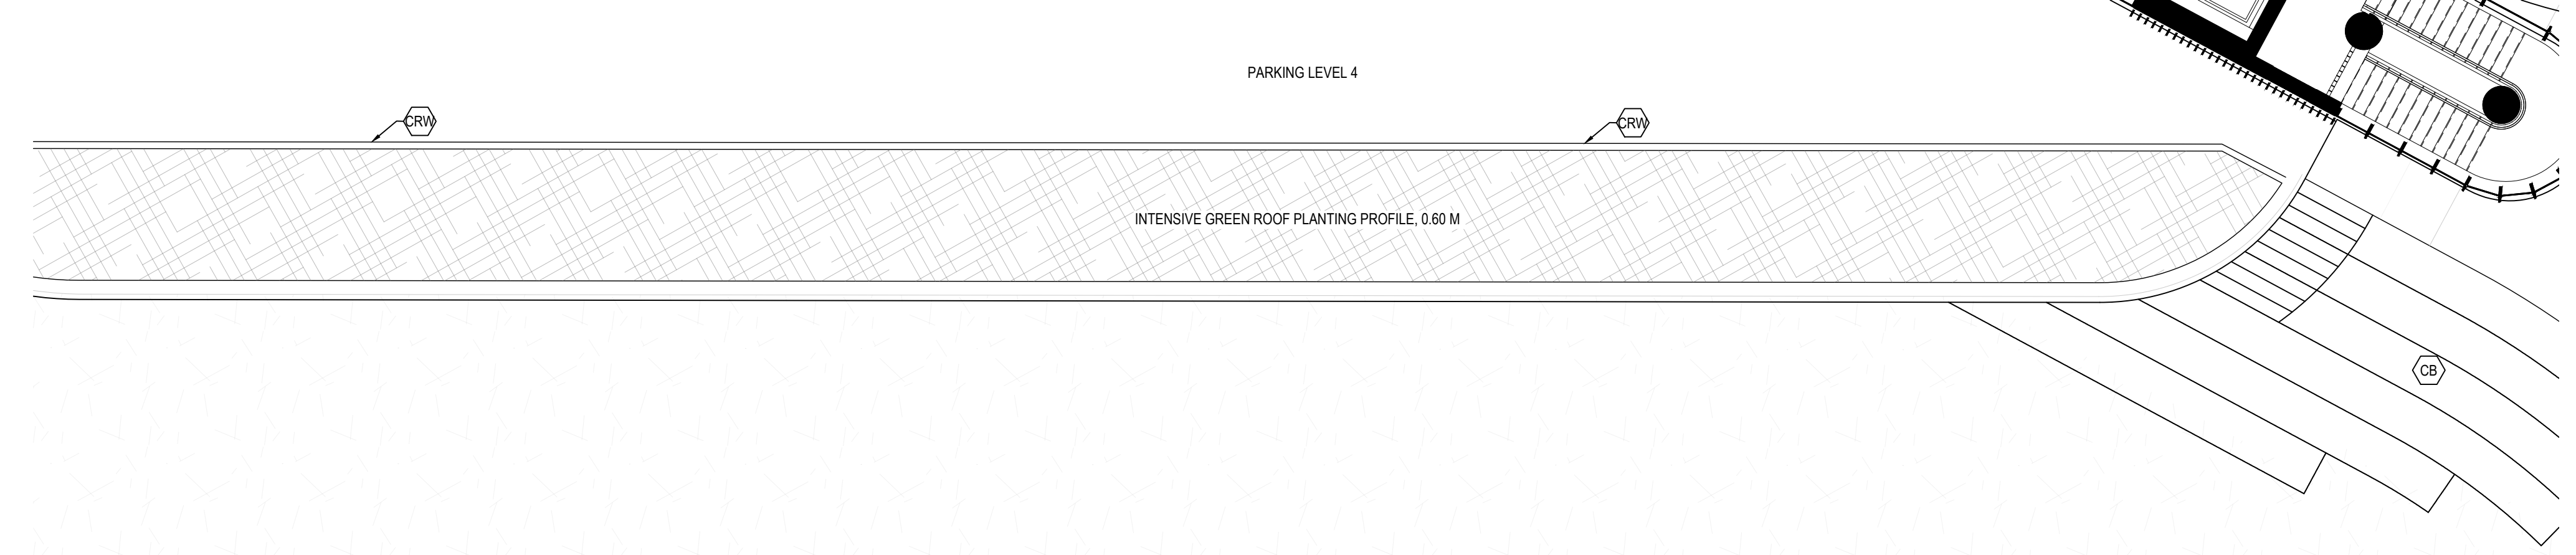 PARKING LEVEL 4
CRW
CRW
INTENSIVE GREEN ROOF PLANTING PROFILE, 0.60 M
CB